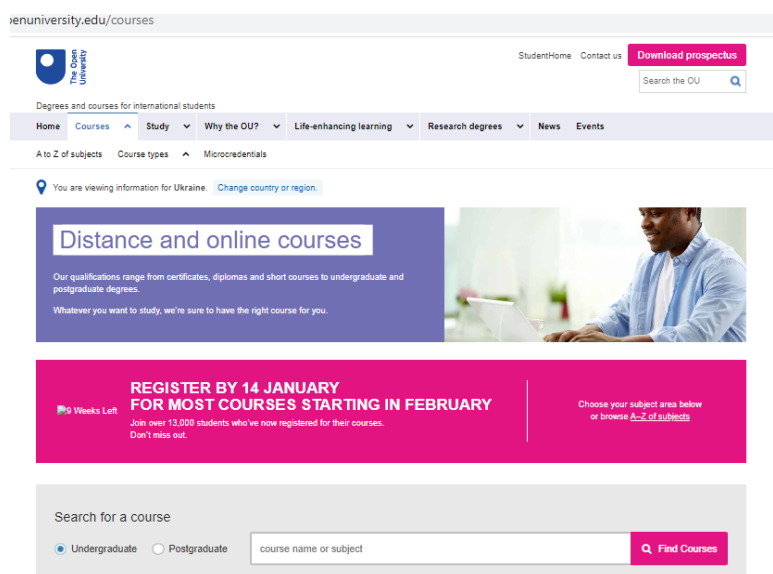 penuniversity.edu/courses
The Open
University
StudentHome Contact us Download prospectus
Search the OU
Degrees and courses for international students
Home Courses Study Why the OU? Life-enhancing learning Research degrees News Events
A to Z of subjects Course types Microcredentials
You are viewing information for Ukraine. Change country or region.
Distance and online courses
Our qualifications range from certificates, diplomas and short courses to undergraduate and
postgraduate degrees.
Whatever you want to study, we're sure to have the right course for you.
9 Weeks Left
REGISTER BY 14 JANUARY
FOR MOST COURSES STARTING IN FEBRUARY
Join over 13,000 students who've now registered for their courses.
Don't miss out.
Choose your subject area below
or browse A–Z of subjects
Search for a course
Undergraduate Postgraduate course name or subject Find Courses